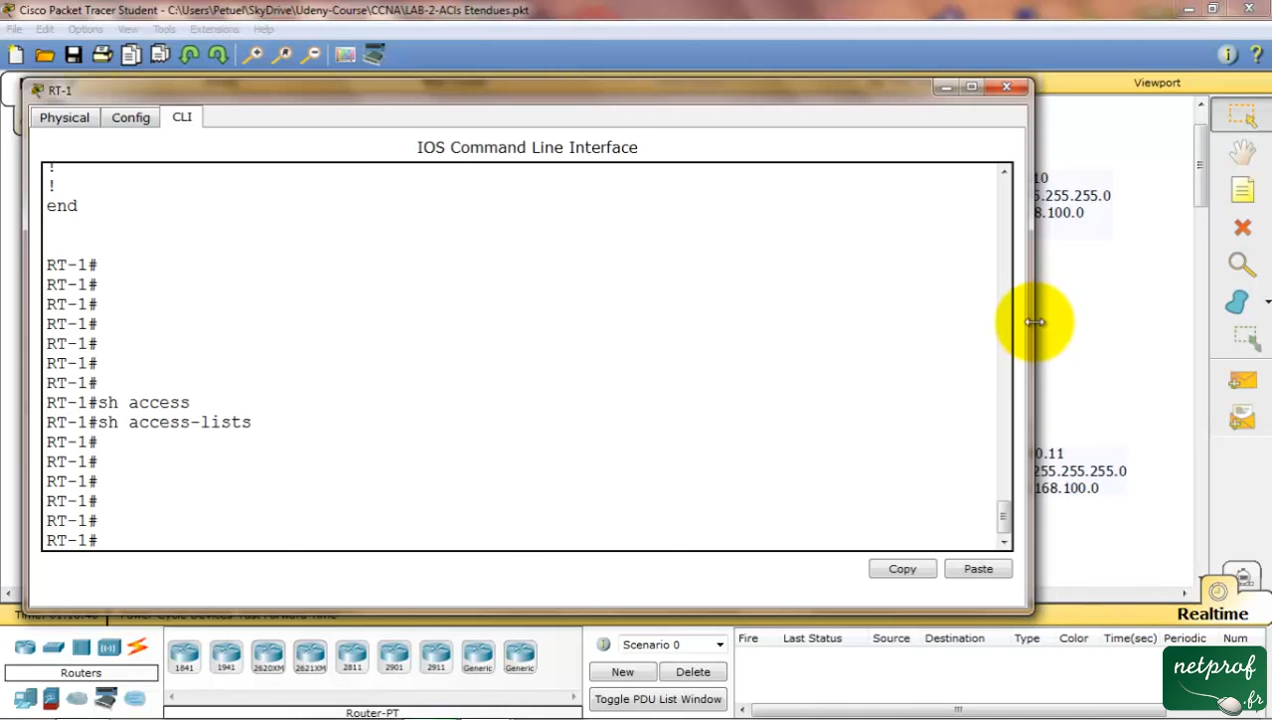 Cisco Packet Tracer Student - C:\Users\Petuel\SkyDrive\Udeny-Course\CCNA\LAB-2-ACls Etendues.pkt
File Edit Options View Tools Extensions Help
Viewport
RT-1
Physical Config CLI
IOS Command Line Interface
!
!
end
RT-1#
RT-1#
RT-1#
RT-1#
RT-1#
RT-1#
RT-1#
RT-1#sh access
RT-1#sh access-lists
RT-1#
RT-1#
RT-1#
RT-1#
RT-1#
RT-1#
10
5.255.255.0
8.100.0
0.11
255.255.255.0
168.100.0
Copy Paste
Realtime
Routers
1841 1941 2620XM 2621XM 2811 2901 2911 Generic Generic
Router-PT
Scenario 0
New Delete
Toggle PDU List Window
Fire Last Status Source Destination Type Color Time(sec) Periodic Num
netprof
.fr